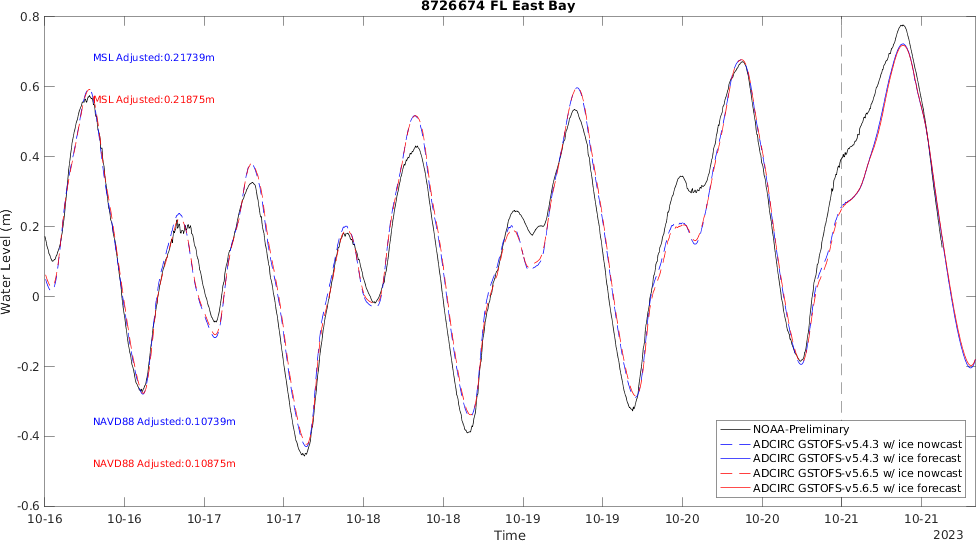 8726674 FL East Bay
0.8
0.6
0.4
0.2
0
-0.2
-0.4
-0.6
Water Level (m)
MSL Adjusted:0.21739m
MSL Adjusted:0.21875m
NAVD88 Adjusted:0.10739m
NAVD88 Adjusted:0.10875m
NOAA-Preliminary
ADCIRC GSTOFS-v5.4.3 w/ ice nowcast
ADCIRC GSTOFS-v5.4.3 w/ ice forecast
ADCIRC GSTOFS-v5.6.5 w/ ice nowcast
ADCIRC GSTOFS-v5.6.5 w/ ice forecast
10-16 10-16 10-17 10-17 10-18 10-18 10-19 10-19 10-20 10-20 10-21 10-21
Time
2023